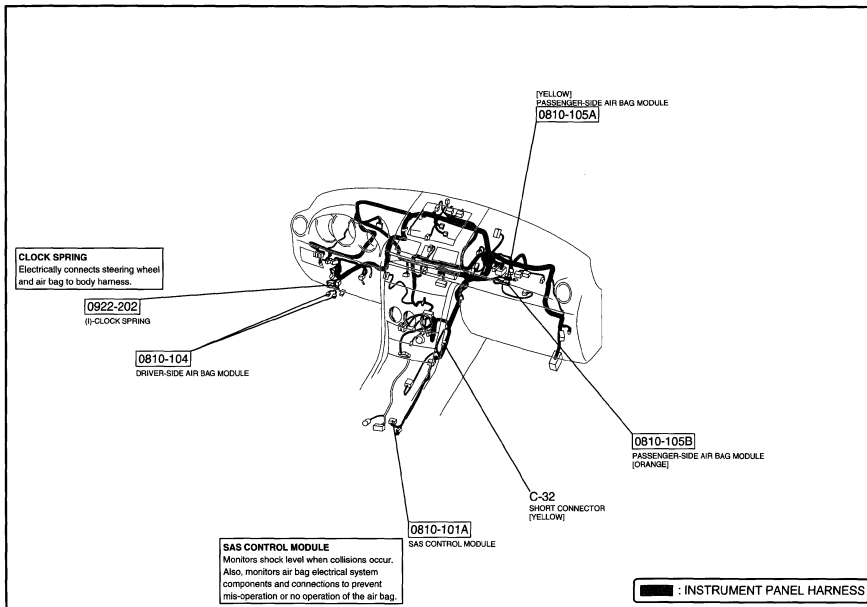 [YELLOW]
PASSENGER-SIDE AIR BAG MODULE
0810-105A
CLOCK SPRING
Electrically connects steering wheel
and air bag to body harness.
0922-202
(I)-CLOCK SPRING
0810-104
DRIVER-SIDE AIR BAG MODULE
0810-105B
PASSENGER-SIDE AIR BAG MODULE
[ORANGE]
C-32
SHORT CONNECTOR
[YELLOW]
0810-101A
SAS CONTROL MODULE
SAS CONTROL MODULE
Monitors shock level when collisions occur.
Also, monitors air bag electrical system
components and connections to prevent
mis-operation or no operation of the air bag.
: INSTRUMENT PANEL HARNESS